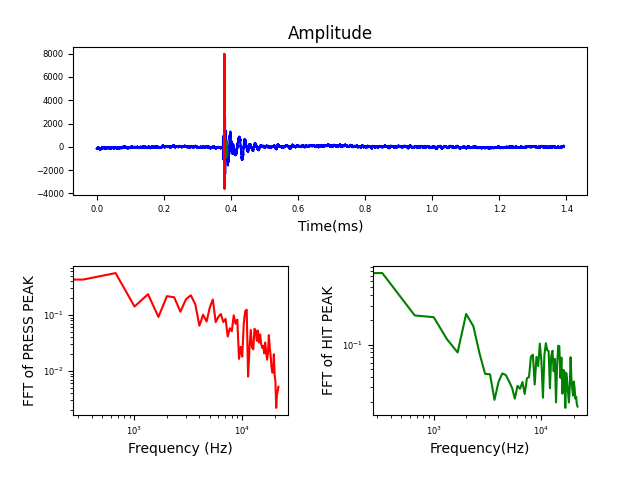 Amplitude
8000
6000
4000
2000
0
−2000
−4000
0.0 0.2 0.4 0.6 0.8 1.0 1.2 1.4
Time(ms)
FFT of PRESS PEAK
10⁻¹
10⁻²
10³ 10⁴
Frequency (Hz)
FFT of HIT PEAK
10⁻¹
10³ 10⁴
Frequency(Hz)